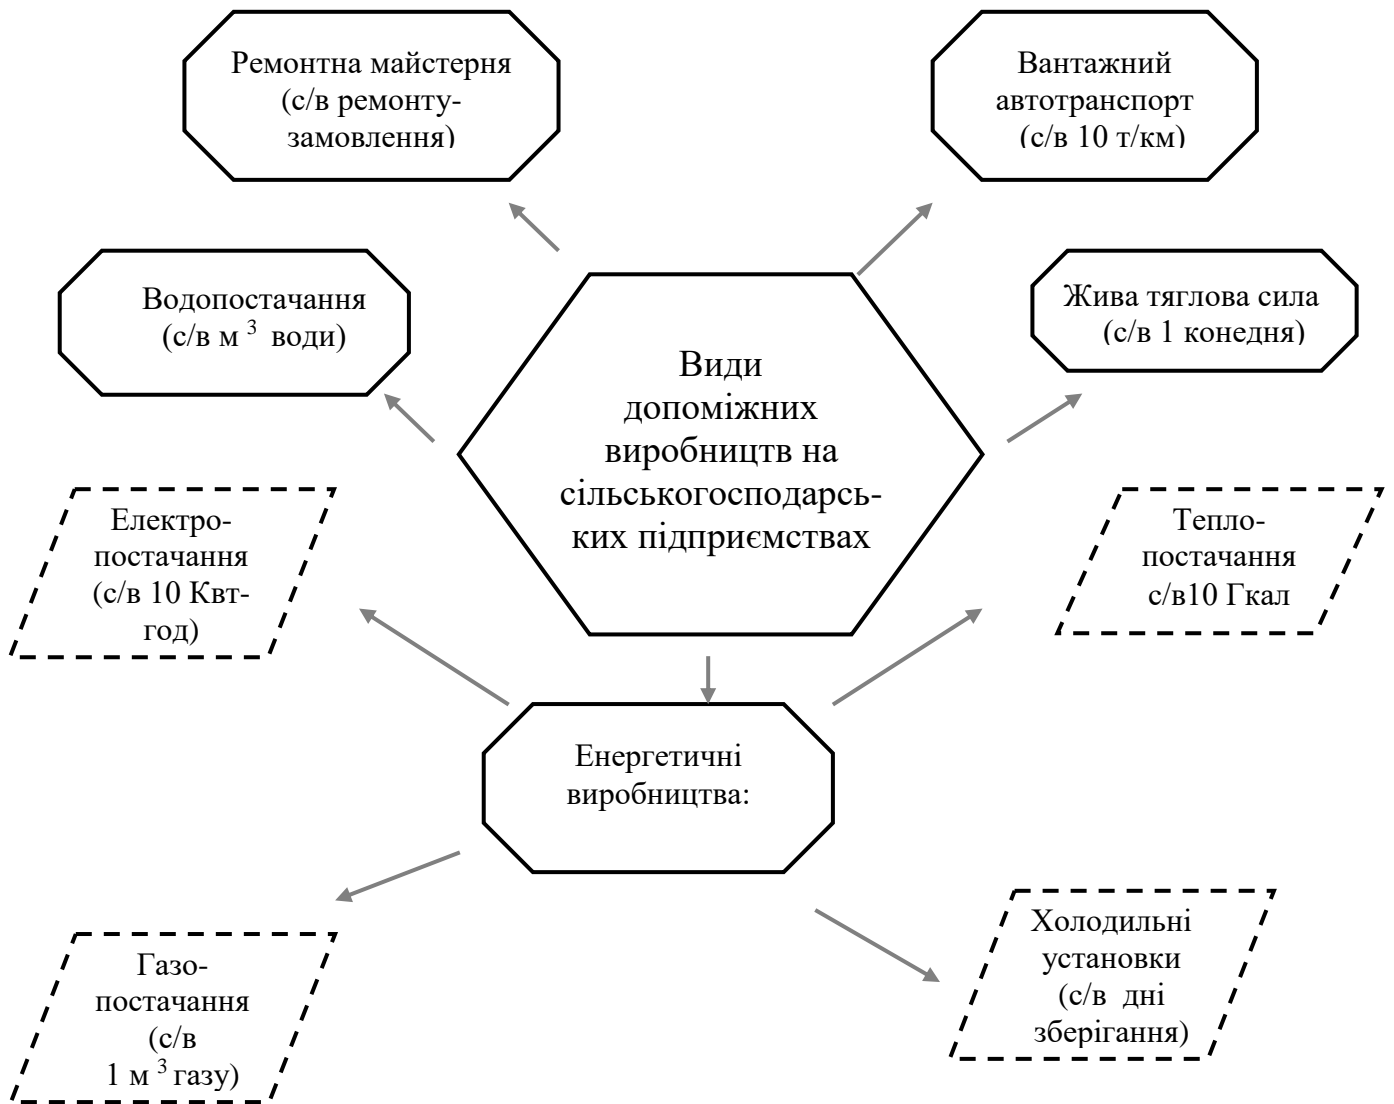 Ремонтна майстерня
(с/в ремонту-
замовлення)
Вантажний
автотранспорт
(с/в 10 т/км)
Водопостачання
(с/в м ³ води)
Жива тяглова сила
(с/в 1 конедня)
Види
допоміжних
виробництв на
сільськогосподарсь-
ких підприємствах
Електро-
постачання
(с/в 10 Квт-
год)
Тепло-
постачання
с/в10 Гкал
Енергетичні
виробництва:
Газо-
постачання
(с/в
1 м ³ газу)
Холодильні
установки
(с/в дні
зберігання)